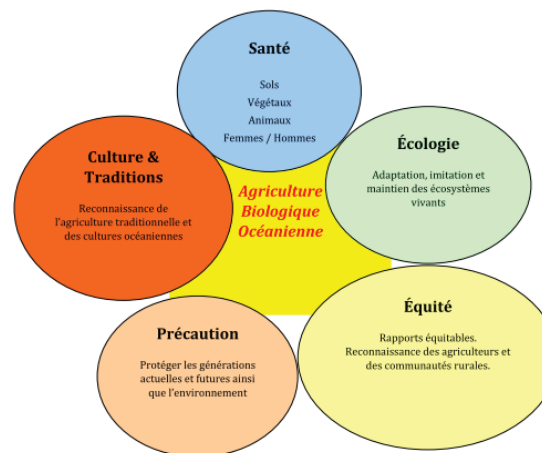 Santé
Sols
Végétaux
Animaux
Femmes / Hommes
Culture &
Traditions
Reconnaissance de
l'agriculture traditionnelle et
des cultures océaniennes
Agriculture
Biologique
Océanienne
Écologie
Adaptation, imitation et
maintien des écosystèmes
vivants
Précaution
Protéger les générations
actuelles et futures ainsi
que l'environnement
Équité
Rapports équitables.
Reconnaissance des agriculteurs et
des communautés rurales.